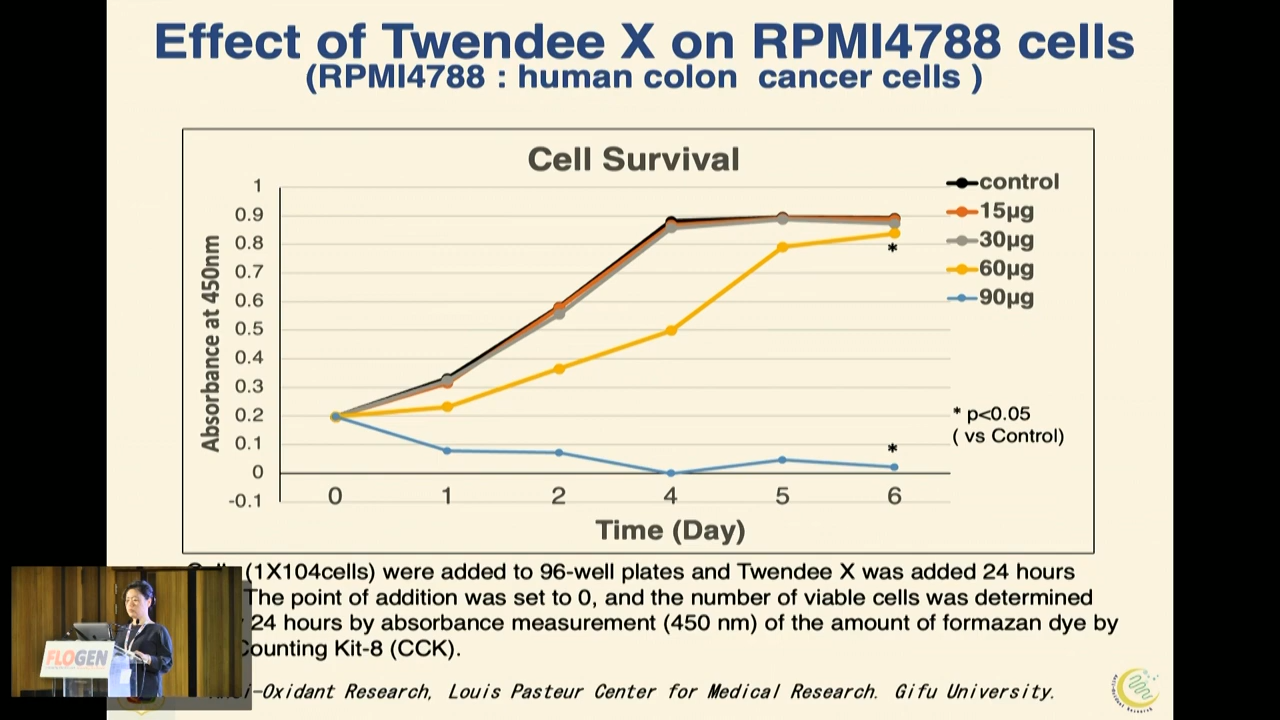 Effect of Twendee X on RPMI4788 cells
(RPMI4788 : human colon cancer cells )
Cell Survival
Absorbance at 450nm
1
0.9
0.8
0.7
0.6
0.5
0.4
0.3
0.2
0.1
0
-0.1
0 1 2 4 5 6
Time (Day)
control
15µg
30µg
60µg
90µg
*
*
* p<0.05
( vs Control)
(1X104cells) were added to 96-well plates and Twendee X was added 24 hours
The point of addition was set to 0, and the number of viable cells was determined
24 hours by absorbance measurement (450 nm) of the amount of formazan dye by
Counting Kit-8 (CCK).
Anti-Oxidant Research, Louis Pasteur Center for Medical Research. Gifu University.
FLOGEN